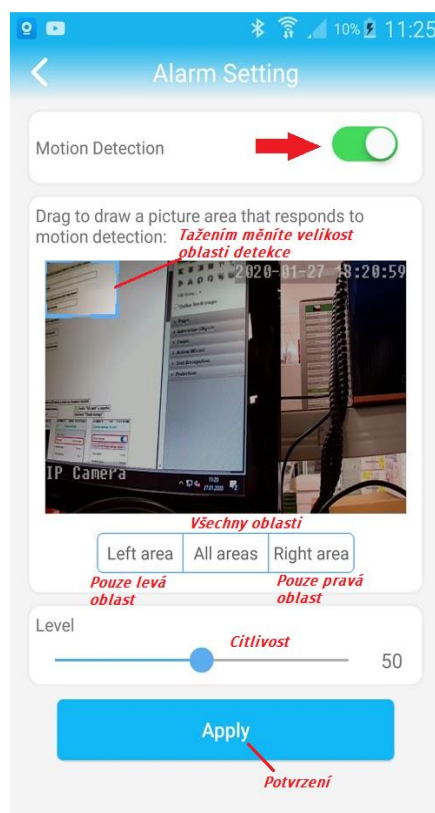 10% 11:25
Alarm Setting
Motion Detection
Drag to draw a picture area that responds to
motion detection: Tažením měníte velikost
oblasti detekce
2020-01-27 18:20:59
IP Camera
Všechny oblasti
Left area All areas Right area
Pouze levá Pouze pravá
oblast oblast
Level
Citlivost
50
Apply
Potvrzení